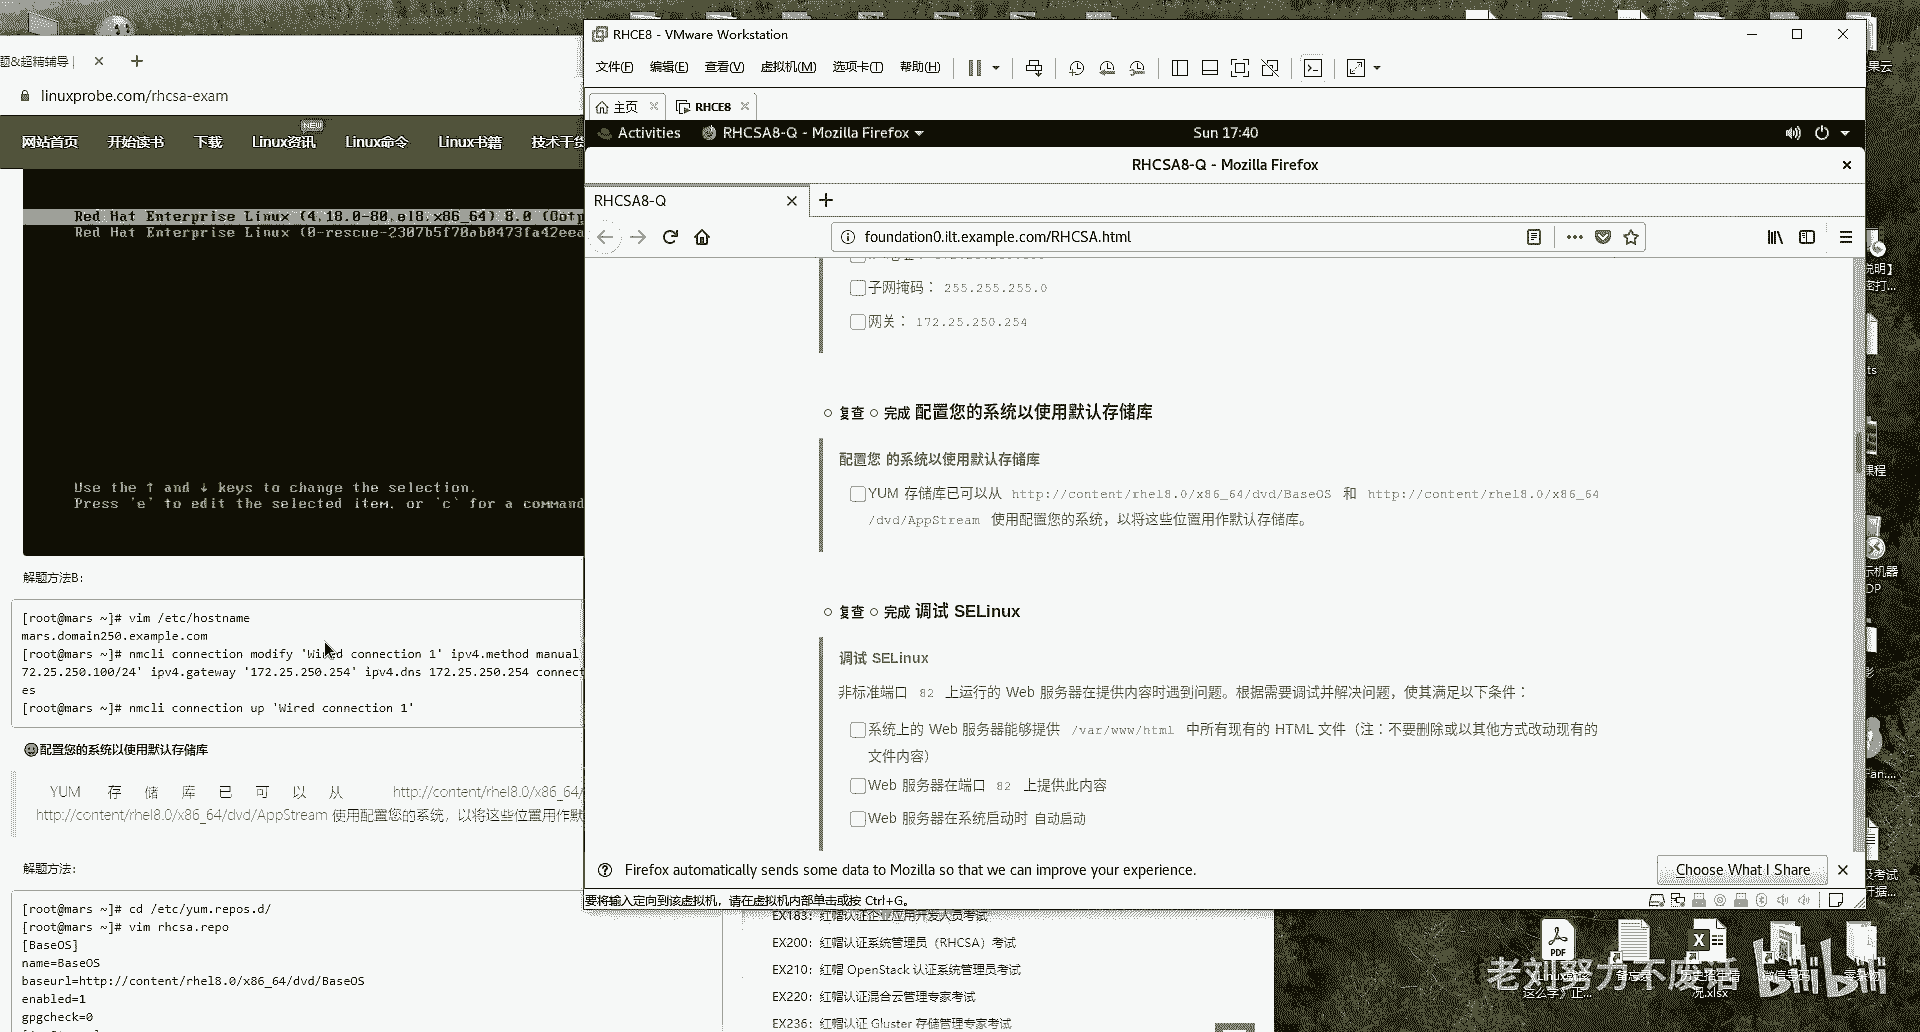 RHCE8 - VMware Workstation
文件(F) 编辑(E) 查看(V) 虚拟机(M) 选项卡(T) 帮助(H)
主页 RHCE8
Activities RHCSA8-Q - Mozilla Firefox Sun 17:40
RHCSA8-Q - Mozilla Firefox
RHCSA8-Q
foundation0.ilt.example.com/RHCSA.html
子网掩码： 255.255.255.0
网关： 172.25.250.254
复查 完成 配置您的系统以使用默认存储库
配置您 的系统以使用默认存储库
YUM 存储库已可以从 http://content/rhel8.0/x86_64/dvd/BaseOS 和 http://content/rhel8.0/x86_64
/dvd/AppStream 使用配置您的系统，以将这些位置用作默认存储库。
复查 完成 调试 SELinux
调试 SELinux
非标准端口 82 上运行的 Web 服务器在提供内容时遇到问题。根据需要调试并解决问题，使其满足以下条件：
系统上的 Web 服务器能够提供 /var/www/html 中所有现有的 HTML 文件（注：不要删除或以其他方式改动现有的
文件内容）
Web 服务器在端口 82 上提供此内容
Web 服务器在系统启动时 自动启动
Firefox automatically sends some data to Mozilla so that we can improve your experience. Choose What I Share
要将输入定向到该虚拟机，请在虚拟机内部单击或按 Ctrl+G。
linuxprobe.com/rhcsa-exam
网站首页 开始读书 下载 Linux资讯 NEW Linux命令 Linux书籍 技术干货
Red Hat Enterprise Linux (4.18.0-80.el8.x86_64) 8.0 (Ootp
Red Hat Enterprise Linux (0-rescue-2307b5f70ab0473fa42eea
Use the ↑ and ↓ keys to change the selection.
Press 'e' to edit the selected item, or 'c' for a command
解题方法B:
[root@mars ~]# vim /etc/hostname
mars.domain250.example.com
[root@mars ~]# nmcli connection modify 'Wired connection 1' ipv4.method manual
72.25.250.100/24' ipv4.gateway '172.25.250.254' ipv4.dns 172.25.250.254 connect
es
[root@mars ~]# nmcli connection up 'Wired connection 1'
配置您的系统以使用默认存储库
YUM 存 储 库 已 可 以 从 http://content/rhel8.0/x86_64/
http://content/rhel8.0/x86_64/dvd/AppStream 使用配置您的系统，以将这些位置用作默
解题方法:
[root@mars ~]# cd /etc/yum.repos.d/
[root@mars ~]# vim rhcsa.repo
[BaseOS]
name=BaseOS
baseurl=http://content/rhel8.0/x86_64/dvd/BaseOS
enabled=1
gpgcheck=0
EX183：红帽认证企业应用开发人员考试
EX200：红帽认证系统管理员（RHCSA）考试
EX210：红帽 OpenStack 认证系统管理员考试
EX220：红帽认证混合云管理专家考试
EX236：红帽认证 Gluster 存储管理专家考试
老刘努力不废话 bilibili